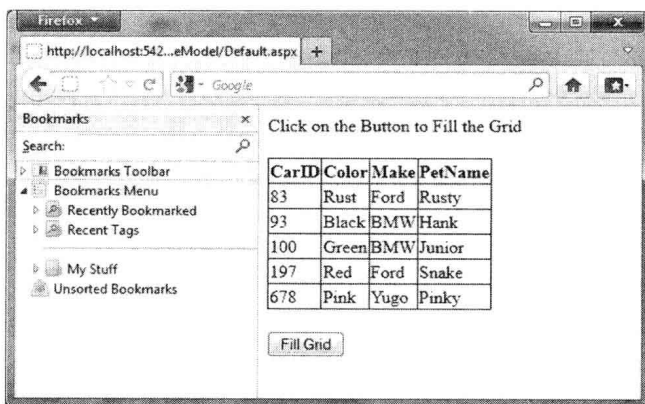 Firefox
http://localhost:542...eModel/Default.aspx +
Google
Bookmarks ×
Search:
Bookmarks Toolbar
Bookmarks Menu
Recently Bookmarked
Recent Tags
My Stuff
Unsorted Bookmarks
Click on the Button to Fill the Grid
CarID Color Make PetName
83 Rust Ford Rusty
93 Black BMW Hank
100 Green BMW Junior
197 Red Ford Snake
678 Pink Yugo Pinky
Fill Grid